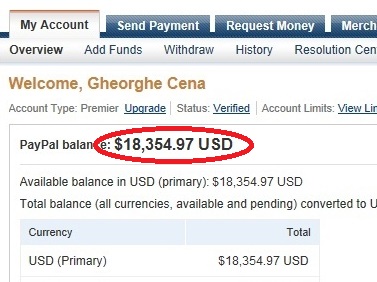 My Account Send Payment Request Money Merch
Overview Add Funds Withdraw History Resolution Cen
Welcome, Gheorghe Cena
Account Type: Premier Upgrade Status: Verified Account Limits: View Lim
PayPal balance: $18,354.97 USD
Available balance in USD (primary): $18,354.97 USD
Total balance (all currencies, available and pending) converted to U
Currency Total
USD (Primary) $18,354.97 USD